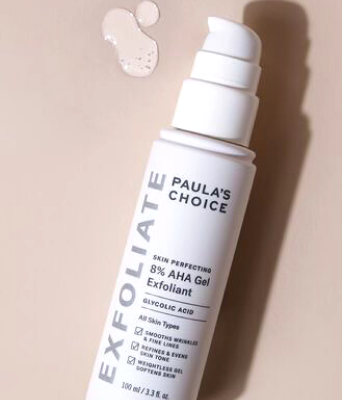 EXFOLIATE
PAULA'S
CHOICE
SKIN PERFECTING
8% AHA Gel
Exfoliant
GLYCOLIC ACID
All Skin Types
SMOOTHS WRINKLES
& FINE LINES
REFINES & EVENS
SKIN TONE
WEIGHTLESS GEL
SOFTENS SKIN
100 ml / 3.3 fl. oz.